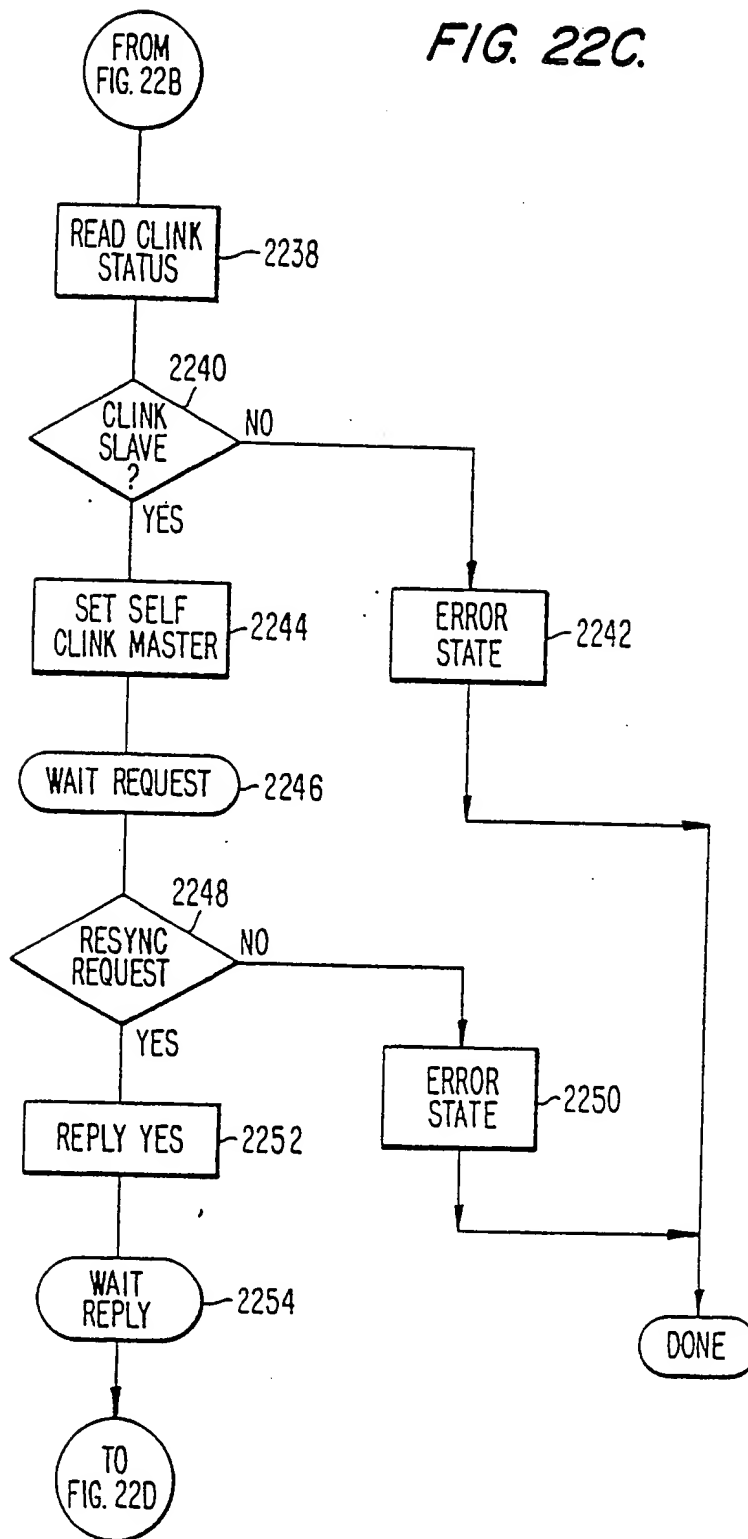 FIG. 22C.
FROM
FIG. 22B
READ CLINK
STATUS
2238
2240
CLINK
SLAVE
?
NO
YES
SET SELF
CLINK MASTER
2244
ERROR
STATE
2242
WAIT REQUEST
2246
2248
RESYNC
REQUEST
NO
YES
ERROR
STATE
2250
REPLY YES
2252
WAIT
REPLY
2254
DONE
TO
FIG. 22D